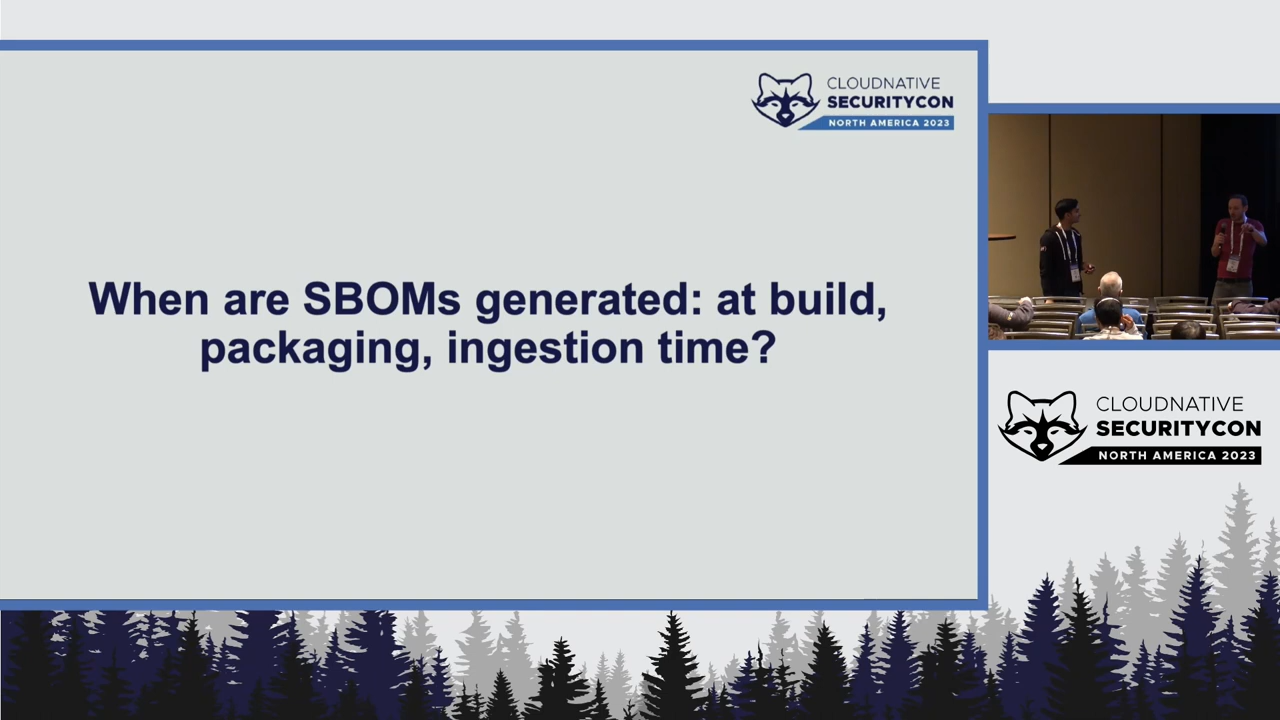 CLOUDNATIVE
SECURITYCON
NORTH AMERICA 2023
When are SBOMs generated: at build,
packaging, ingestion time?
CLOUDNATIVE
SECURITYCON
NORTH AMERICA 2023